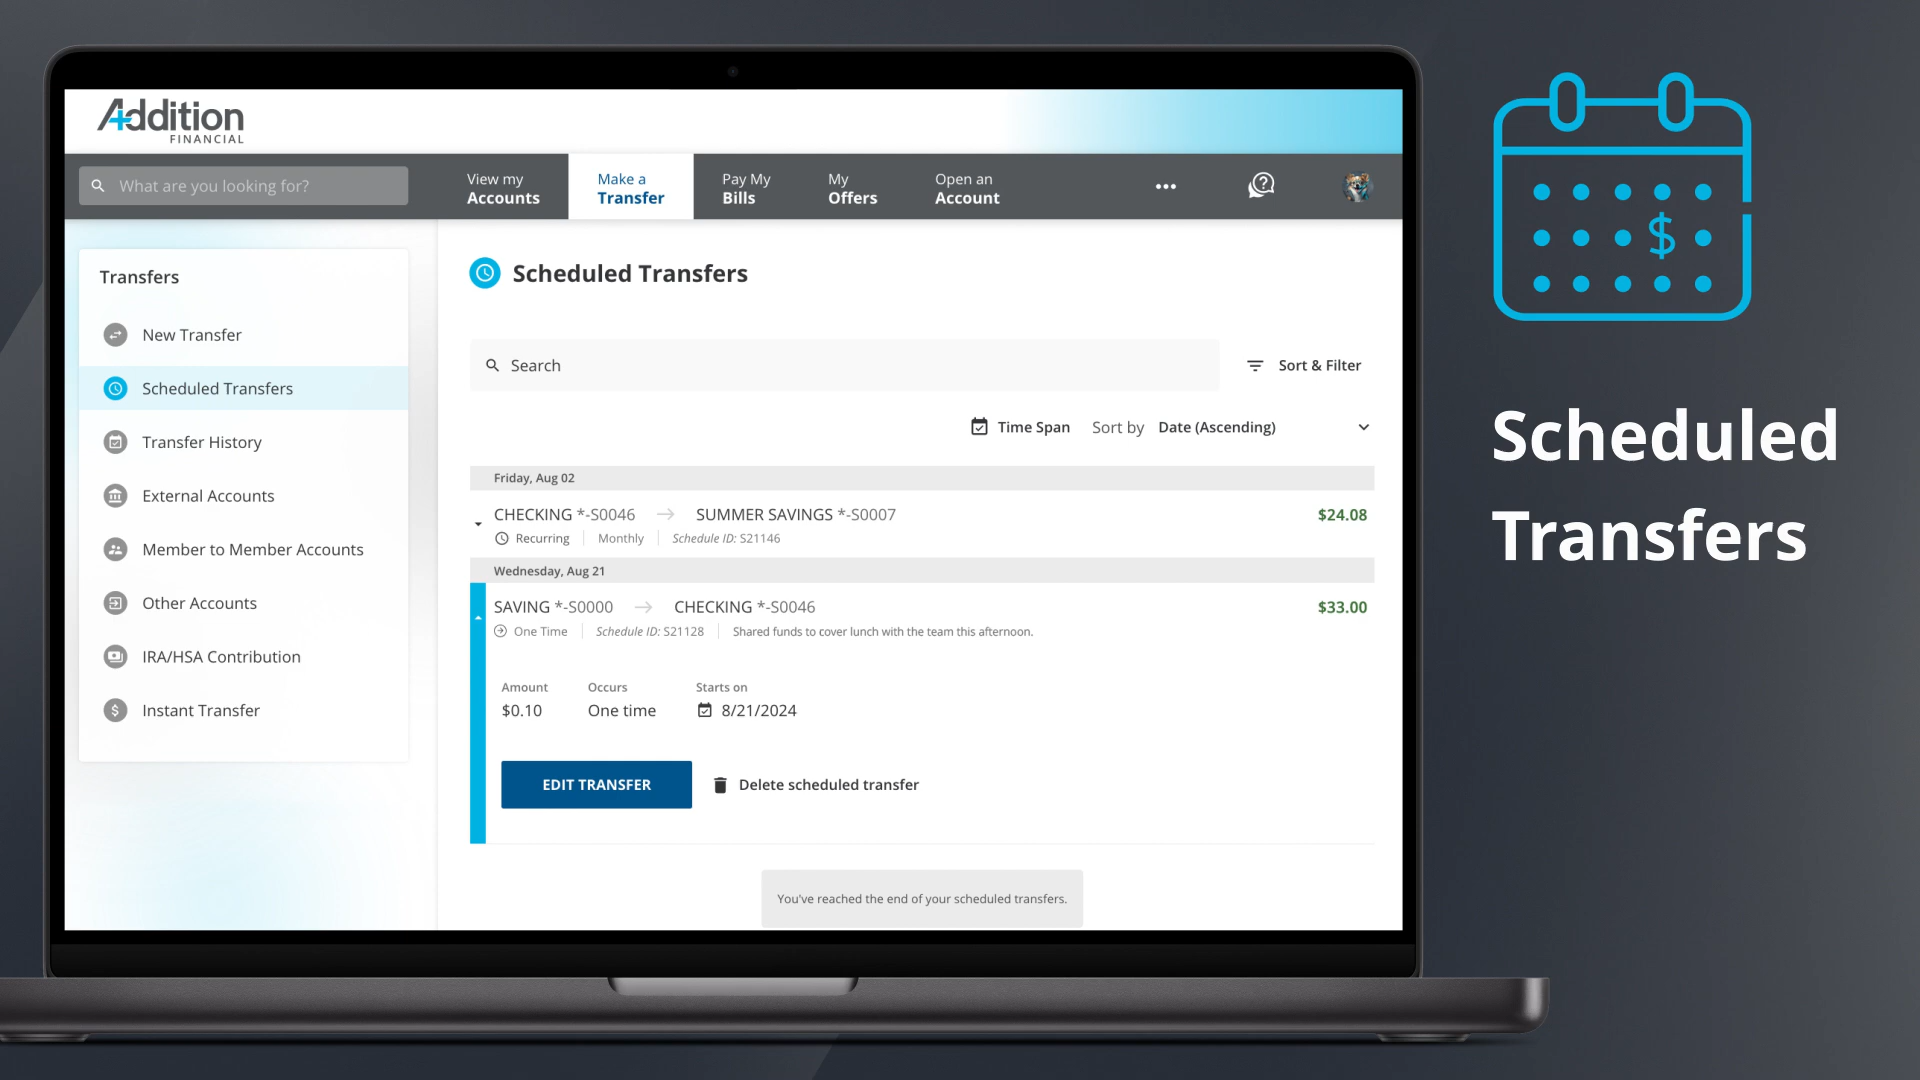 Addition
FINANCIAL
What are you looking for?
View my
Accounts
Make a
Transfer
Pay My
Bills
My
Offers
Open an
Account
Transfers
New Transfer
Scheduled Transfers
Transfer History
External Accounts
Member to Member Accounts
Other Accounts
IRA/HSA Contribution
Instant Transfer
Scheduled Transfers
Search
Sort & Filter
Time Span Sort by Date (Ascending)
Friday, Aug 02
CHECKING *-S0046 → SUMMER SAVINGS *-S0007 $24.08
Recurring Monthly Schedule ID: S21146
Wednesday, Aug 21
SAVING *-S0000 → CHECKING *-S0046 $33.00
One Time Schedule ID: S21128 Shared funds to cover lunch with the team this afternoon.
Amount Occurs Starts on
$0.10 One time 8/21/2024
EDIT TRANSFER Delete scheduled transfer
You've reached the end of your scheduled transfers.
$
Scheduled
Transfers